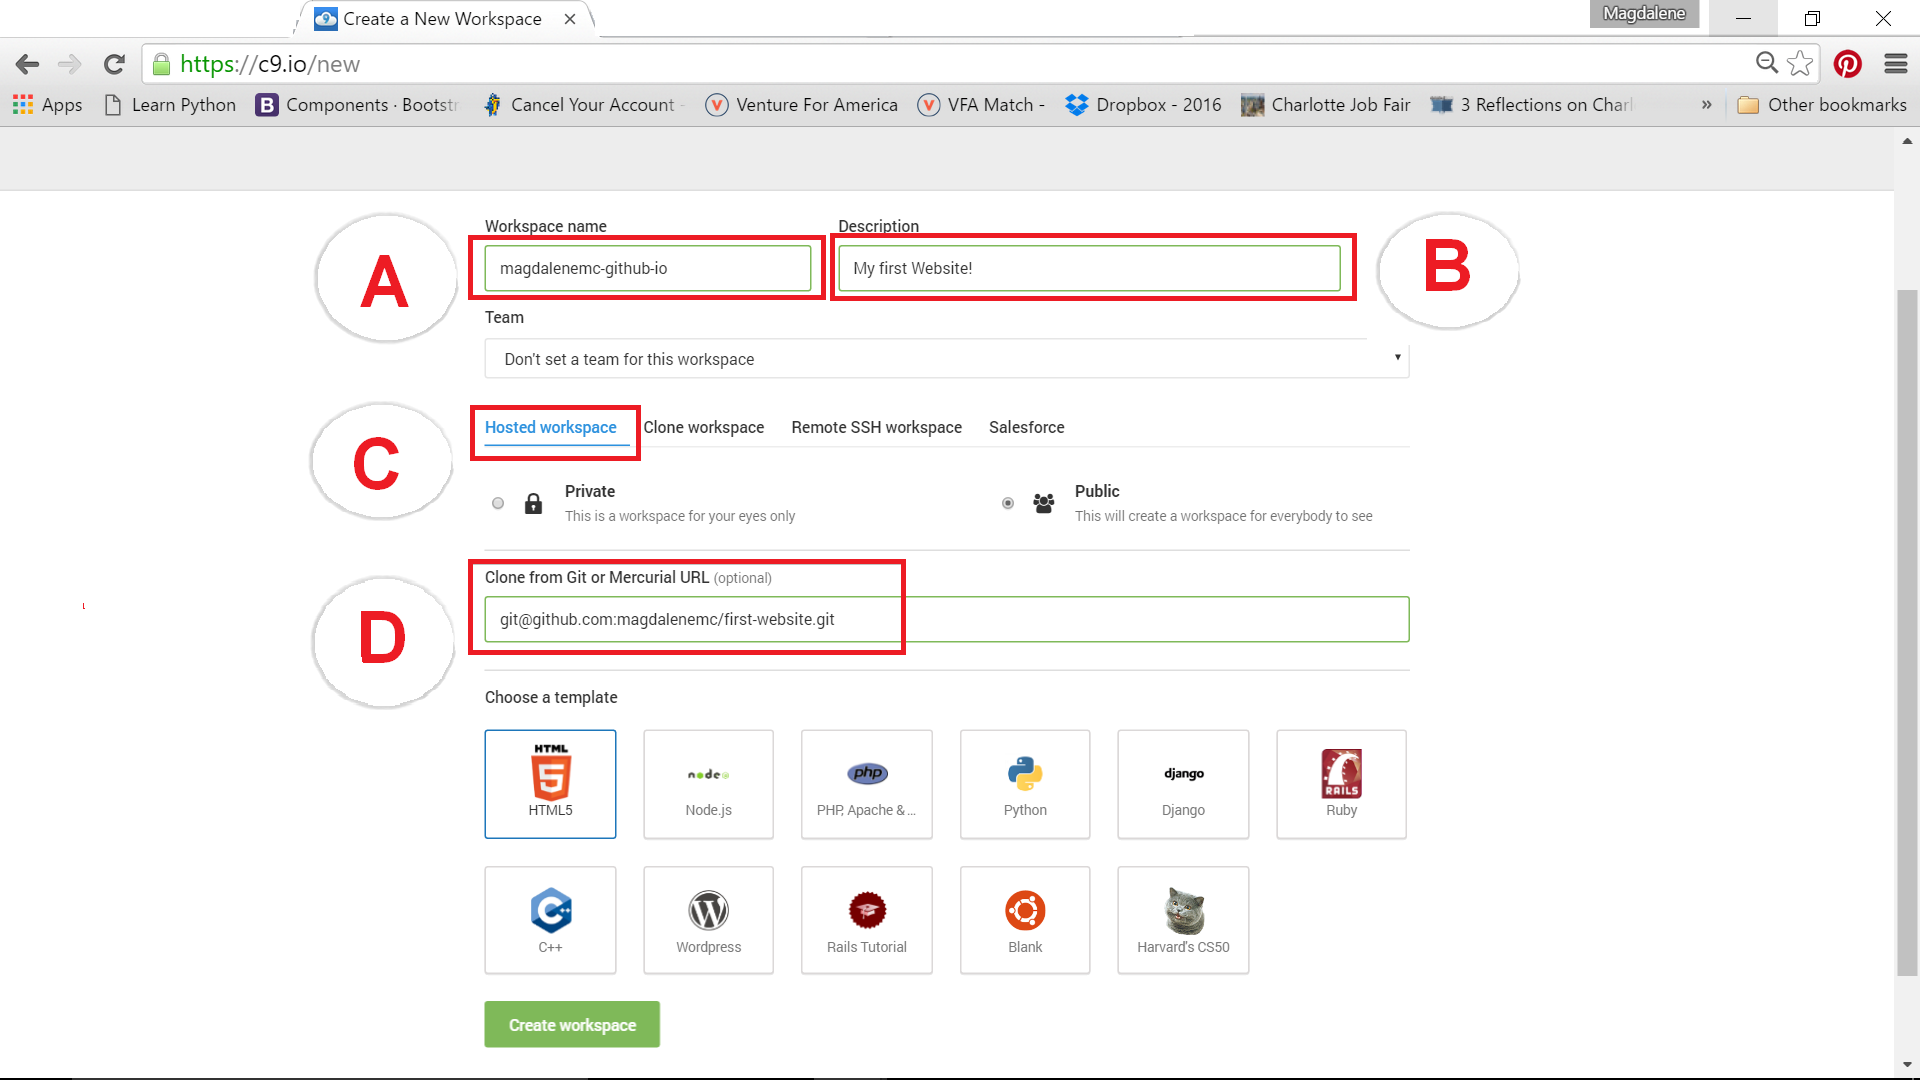 Create a New Workspace
Magdalene
https://c9.io/new
Apps Learn Python B Components · Bootstr Cancel Your Account - V Venture For America V VFA Match - Dropbox - 2016 Charlotte Job Fair 3 Reflections on Charl » Other bookmarks
Workspace name Description
A magdalenemc-github-io My first Website! B
Team
Don't set a team for this workspace
C Hosted workspace Clone workspace Remote SSH workspace Salesforce
Private Public
This is a workspace for your eyes only This will create a workspace for everybody to see
Clone from Git or Mercurial URL (optional)
D git@github.com:magdalenemc/first-website.git
Choose a template
HTML 5 node php django RAILS
HTML5 Node.js PHP, Apache & ... Python Django Ruby
C++ Wordpress Rails Tutorial Blank Harvard's CS50
Create workspace